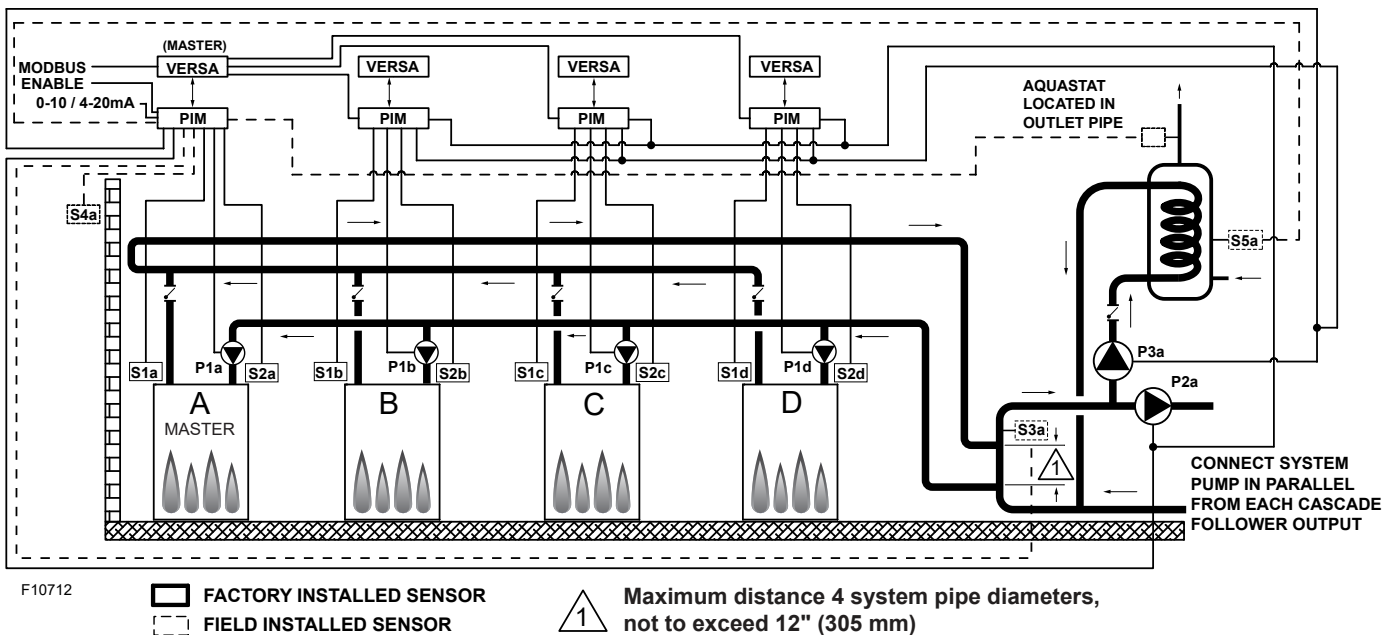 (MASTER)
MODBUS
VERSA
VERSA
VERSA
VERSA
ENABLE
0-10 / 4-20mA
PIM
PIM
PIM
PIM
AQUASTAT
LOCATED IN
OUTLET PIPE
S4a
S5a
S1a
P1a
S2a
S1b
P1b
S2b
S1c
P1c
S2c
S1d
P1d
S2d
P3a
P2a
A
MASTER
B
C
D
S3a
1
CONNECT SYSTEM
PUMP IN PARALLEL
FROM EACH CASCADE
FOLLOWER OUTPUT
F10712
FACTORY INSTALLED SENSOR
FIELD INSTALLED SENSOR
1
Maximum distance 4 system pipe diameters,
not to exceed 12" (305 mm)